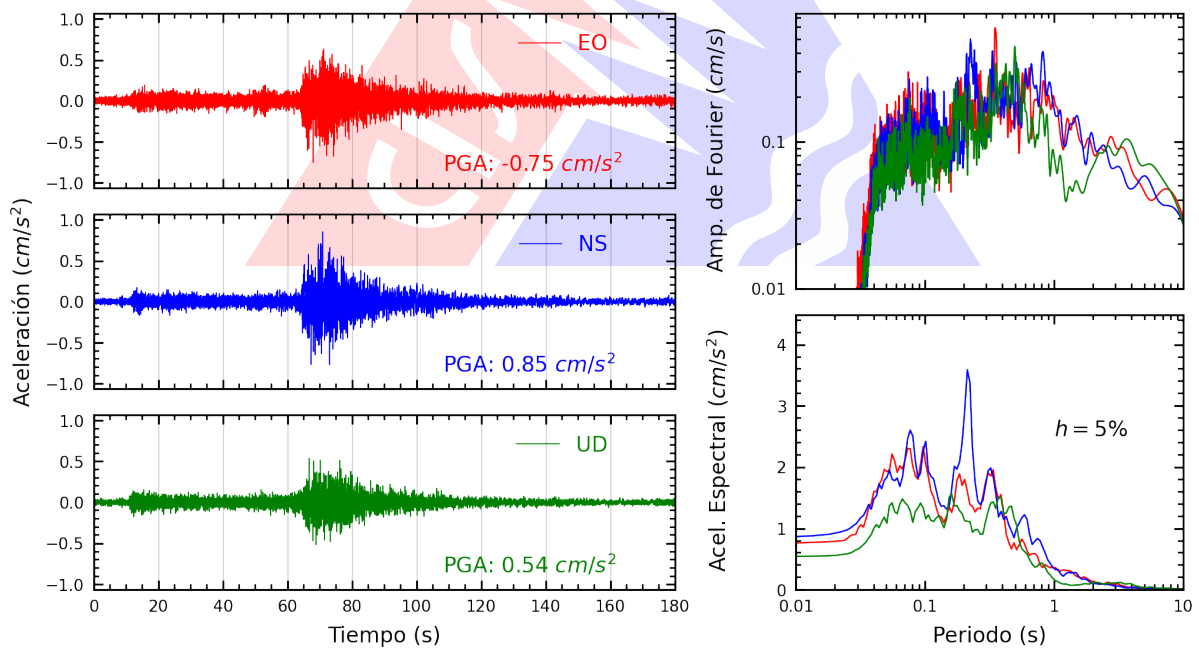 Aceleración (cm/s²)
1.0
0.5
0.0
−0.5
−1.0
EO
PGA: -0.75 cm/s²
1.0
0.5
0.0
−0.5
−1.0
NS
PGA: 0.85 cm/s²
1.0
0.5
0.0
−0.5
−1.0
UD
PGA: 0.54 cm/s²
0 20 40 60 80 100 120 140 160 180
Tiempo (s)
Amp. de Fourier (cm/s)
0.1
0.01
Acel. Espectral (cm/s²)
4
3
2
1
0
h = 5%
0.01 0.1 1 10
Periodo (s)